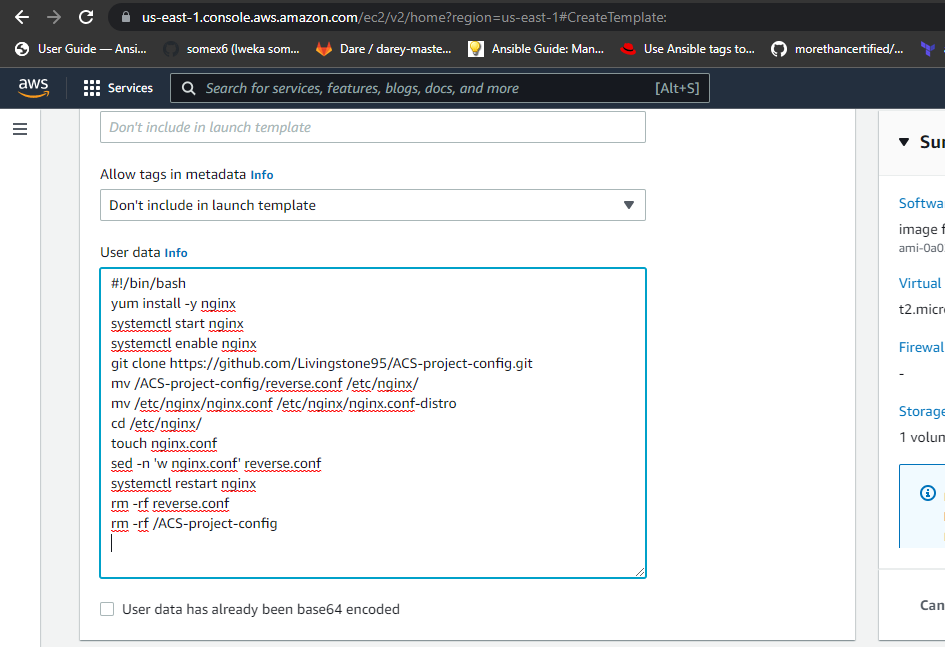 us-east-1.console.aws.amazon.com/ec2/v2/home?region=us-east-1#CreateTemplate:
User Guide — Ansi... somex6 (lweka som... Dare / darey-maste... Ansible Guide: Man... Use Ansible tags to... morethancertified/...
aws Services Search for services, features, blogs, docs, and more [Alt+S]
Don't include in launch template
Allow tags in metadata Info
Don't include in launch template
User data Info
#!/bin/bash
yum install -y nginx
systemctl start nginx
systemctl enable nginx
git clone https://github.com/Livingstone95/ACS-project-config.git
mv /ACS-project-config/reverse.conf /etc/nginx/
mv /etc/nginx/nginx.conf /etc/nginx/nginx.conf-distro
cd /etc/nginx/
touch nginx.conf
sed -n 'w nginx.conf' reverse.conf
systemctl restart nginx
rm -rf reverse.conf
rm -rf /ACS-project-config
User data has already been base64 encoded
Sur
Softwa
image f
ami-0a0
Virtual
t2.micr
Firewal
-
Storage
1 volum
Can